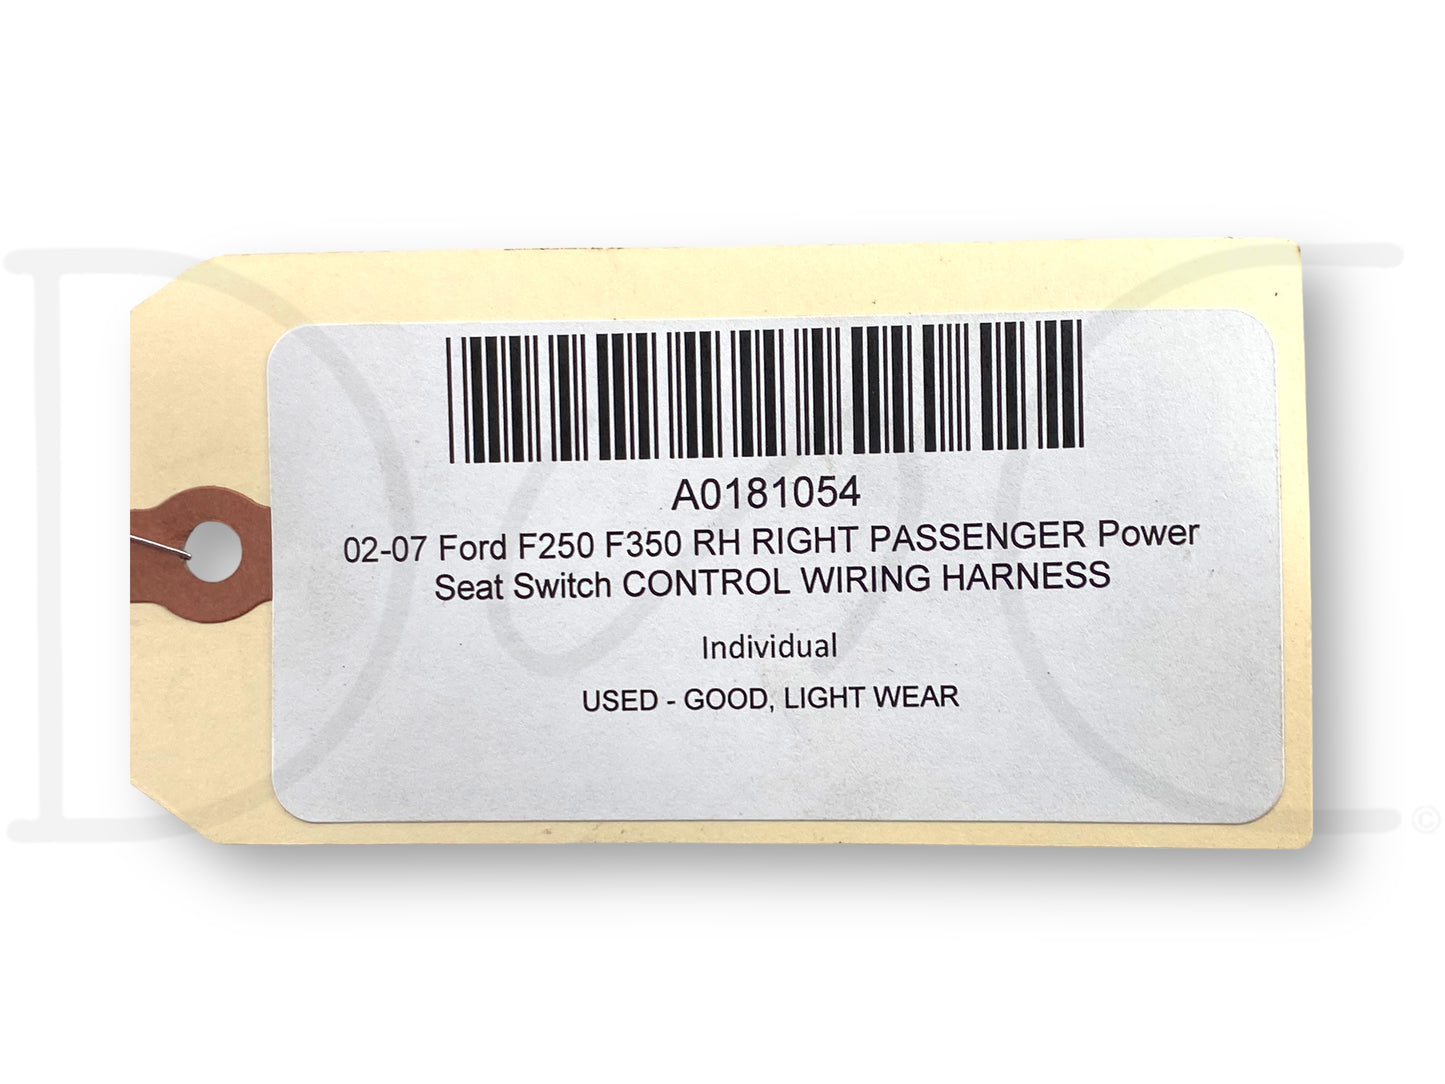 A0181054
02-07 Ford F250 F350 RH RIGHT PASSENGER Power
Seat Switch CONTROL WIRING HARNESS
Individual
USED - GOOD, LIGHT WEAR
©